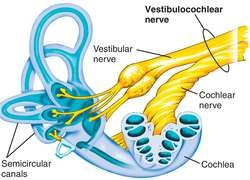 Vestibulocochlear
nerve
Vestibular
nerve
Cochlear
nerve
Semicircular
canals
Cochlea